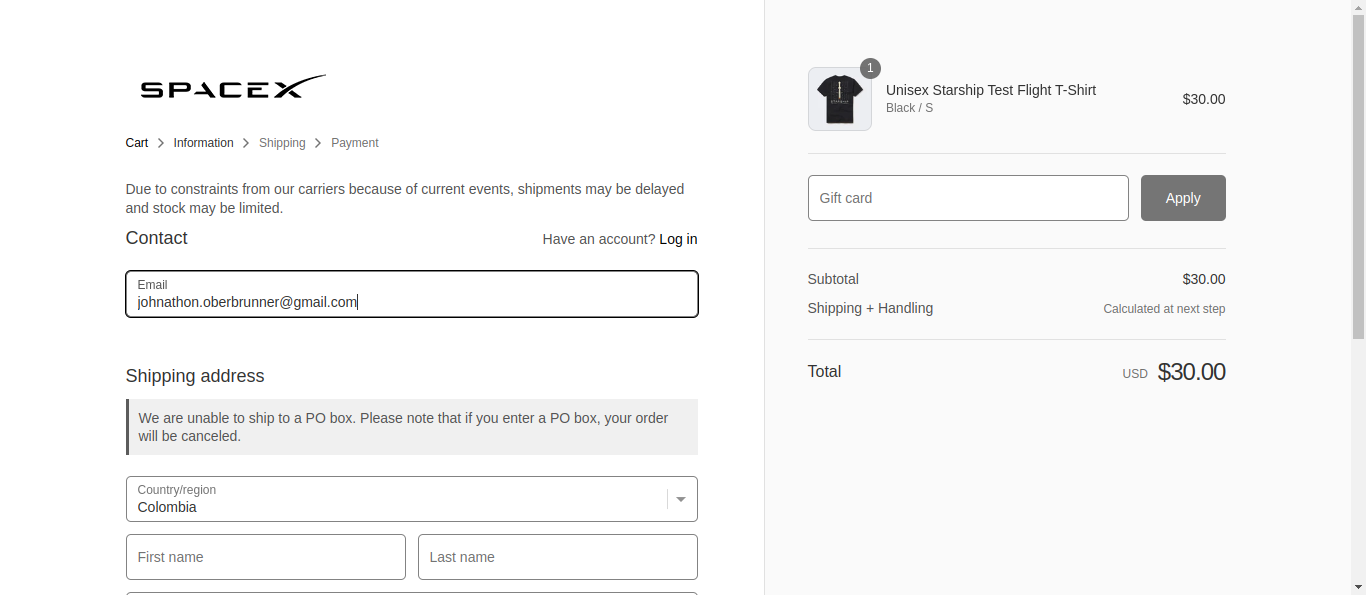 SPACEX
Cart
Information
Shipping
Payment
Due to constraints from our carriers because of current events, shipments may be delayed
and stock may be limited.
Contact
Have an account? Log in
Email
johnathon.oberbrunner@gmail.com
Shipping address
We are unable to ship to a PO box. Please note that if you enter a PO box, your order
will be canceled.
Country/region
Colombia
First name
Last name
1
Unisex Starship Test Flight T-Shirt
Black / S
$30.00
Gift card
Apply
Subtotal
$30.00
Shipping + Handling
Calculated at next step
Total
USD $30.00